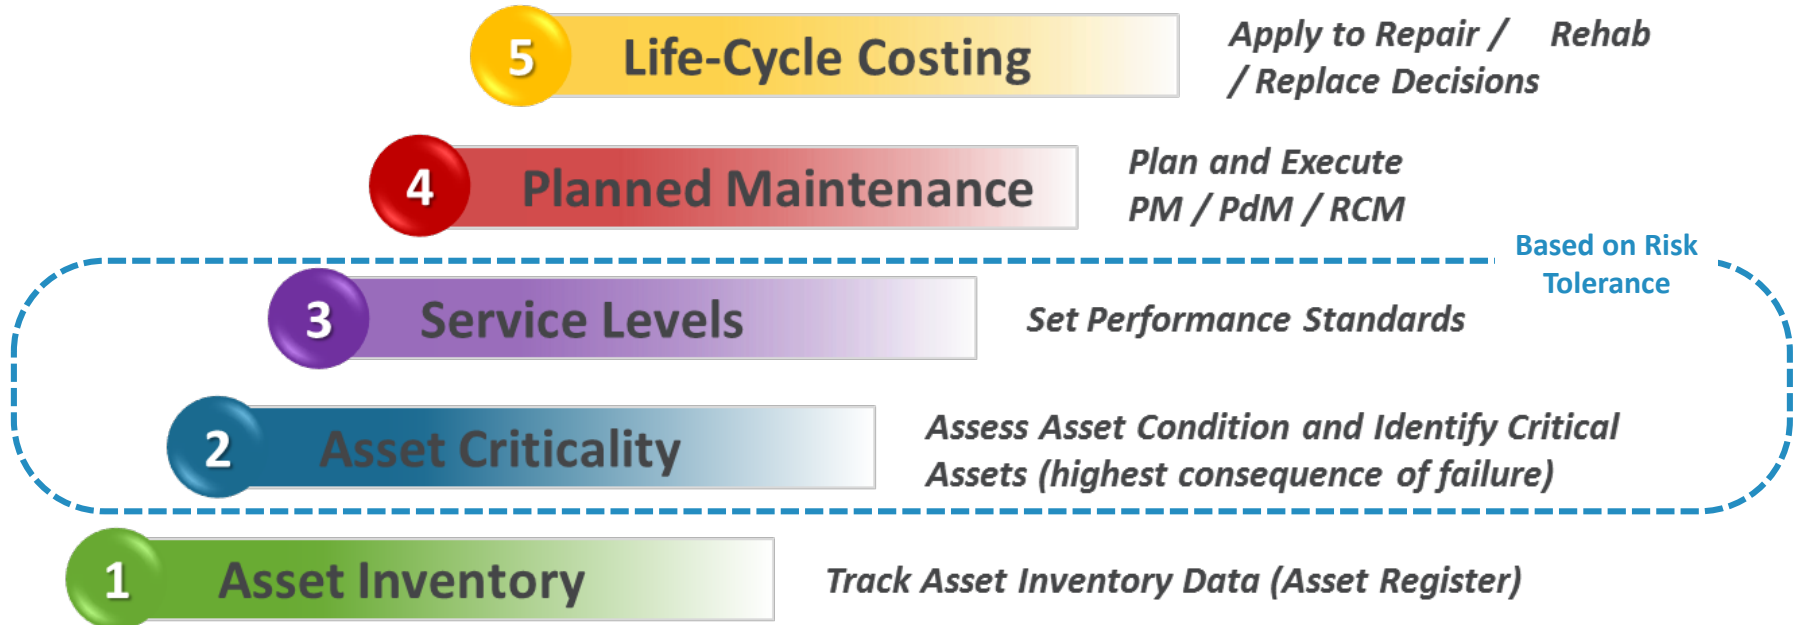 5
Life-Cycle Costing
Apply to Repair / Rehab
/ Replace Decisions
4
Planned Maintenance
Plan and Execute
PM / PdM / RCM
Based on Risk
Tolerance
3
Service Levels
Set Performance Standards
2
Asset Criticality
Assess Asset Condition and Identify Critical
Assets (highest consequence of failure)
1
Asset Inventory
Track Asset Inventory Data (Asset Register)